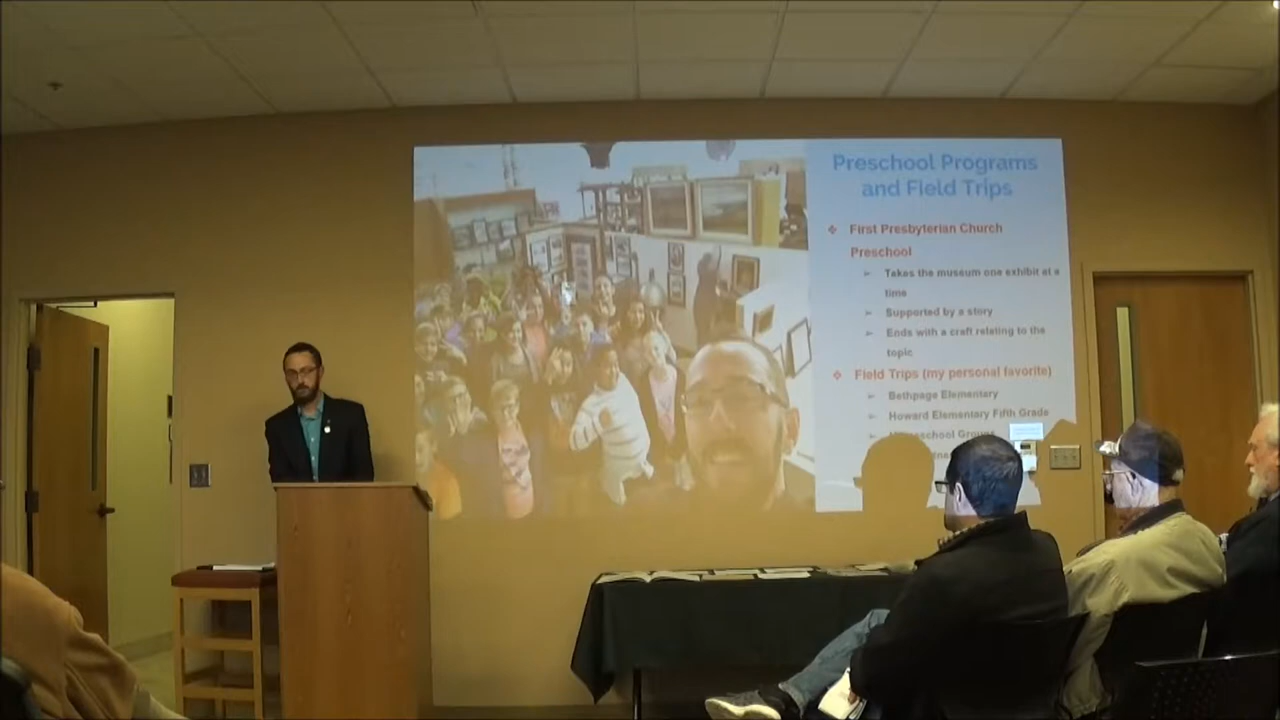 Preschool Programs
and Field Trips
❖ First Presbyterian Church
Preschool
➢ Takes the museum one exhibit at a
time
➢ Supported by a story
➢ Ends with a craft relating to the
topic
❖ Field Trips (my personal favorite)
➢ Bethpage Elementary
➢ Howard Elementary Fifth Grade